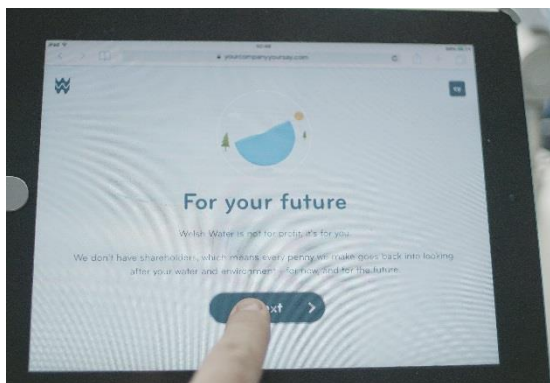 iPad
yourcompanyyoursay.com
For your future
Welsh Water is not for profit, it's for you.
We don't have shareholders, which means every penny we make goes back into looking
after your water and environment – for now, and for the future.